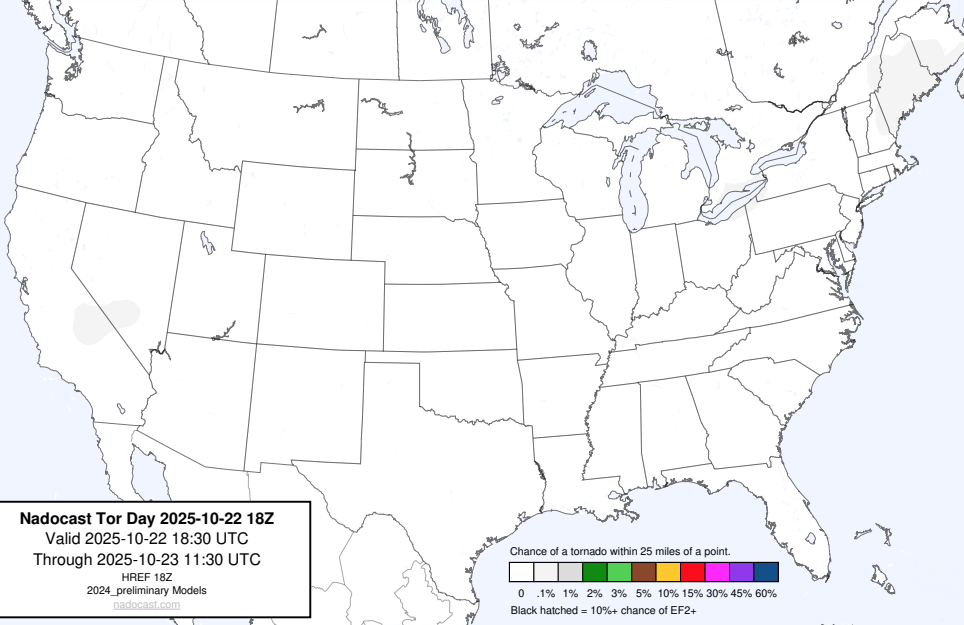 Nadocast Tor Day 2025-10-22 18Z
Valid 2025-10-22 18:30 UTC
Through 2025-10-23 11:30 UTC
HREF 18Z
2024_preliminary Models
nadocast.com
Chance of a tornado within 25 miles of a point.
0 .1% 1% 2% 3% 5% 10% 15% 30% 45% 60%
Black hatched = 10%+ chance of EF2+